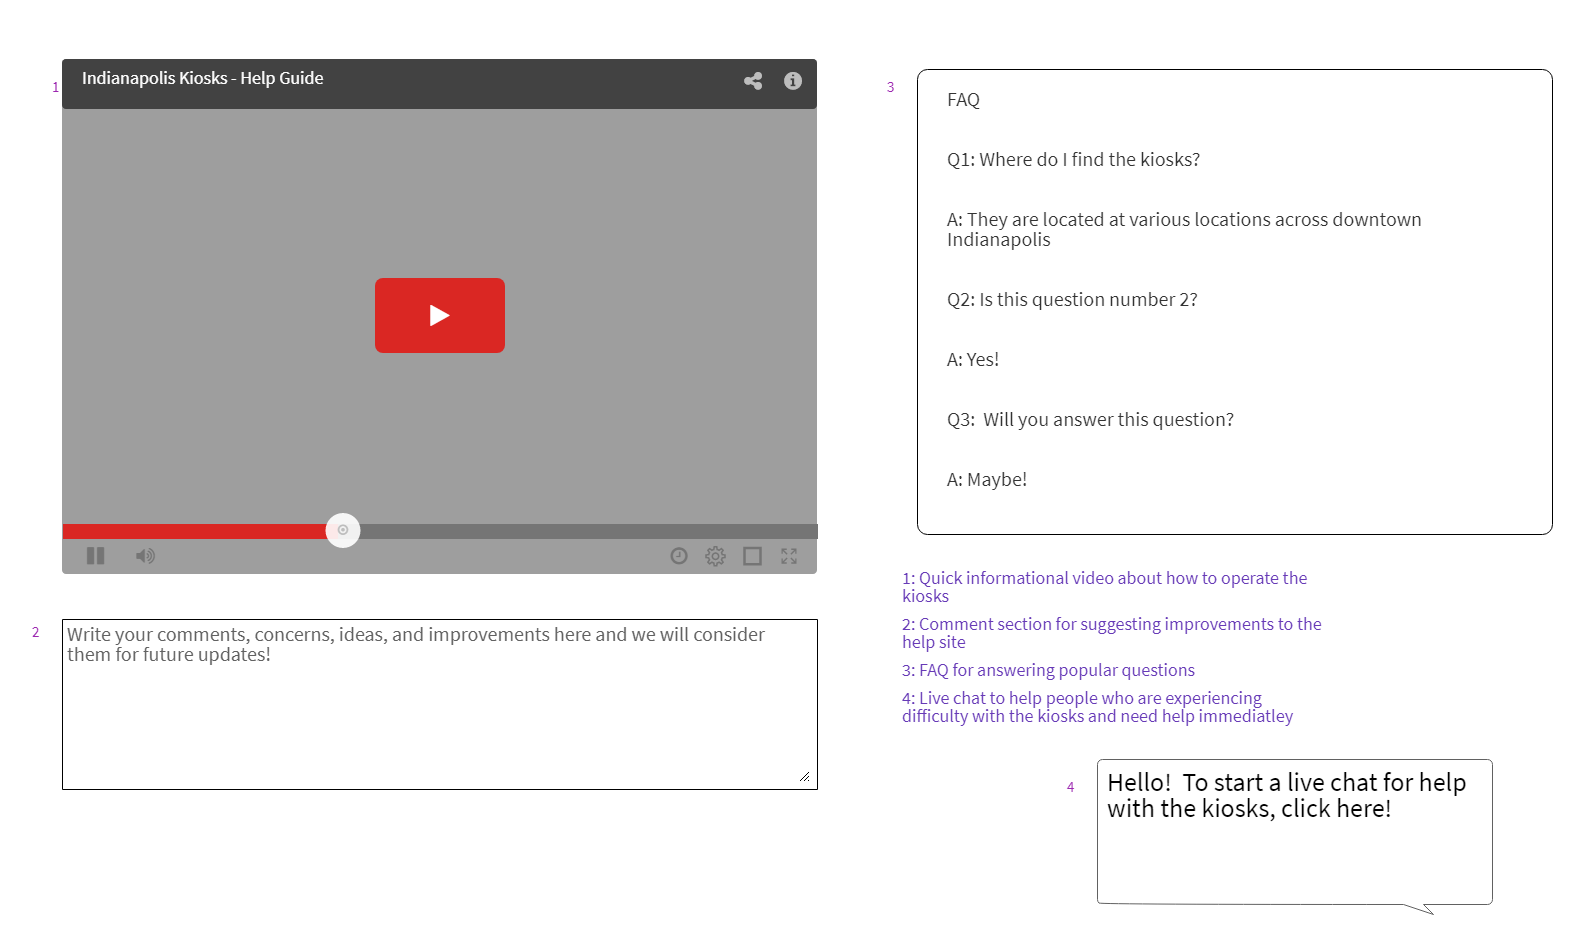 1
Indianapolis Kiosks - Help Guide
2
Write your comments, concerns, ideas, and improvements here and we will consider
them for future updates!
3
FAQ
Q1: Where do I find the kiosks?
A: They are located at various locations across downtown
Indianapolis
Q2: Is this question number 2?
A: Yes!
Q3:  Will you answer this question?
A: Maybe!
1: Quick informational video about how to operate the
kiosks
2: Comment section for suggesting improvements to the
help site
3: FAQ for answering popular questions
4: Live chat to help people who are experiencing
difficulty with the kiosks and need help immediatley
4
Hello!  To start a live chat for help
with the kiosks, click here!